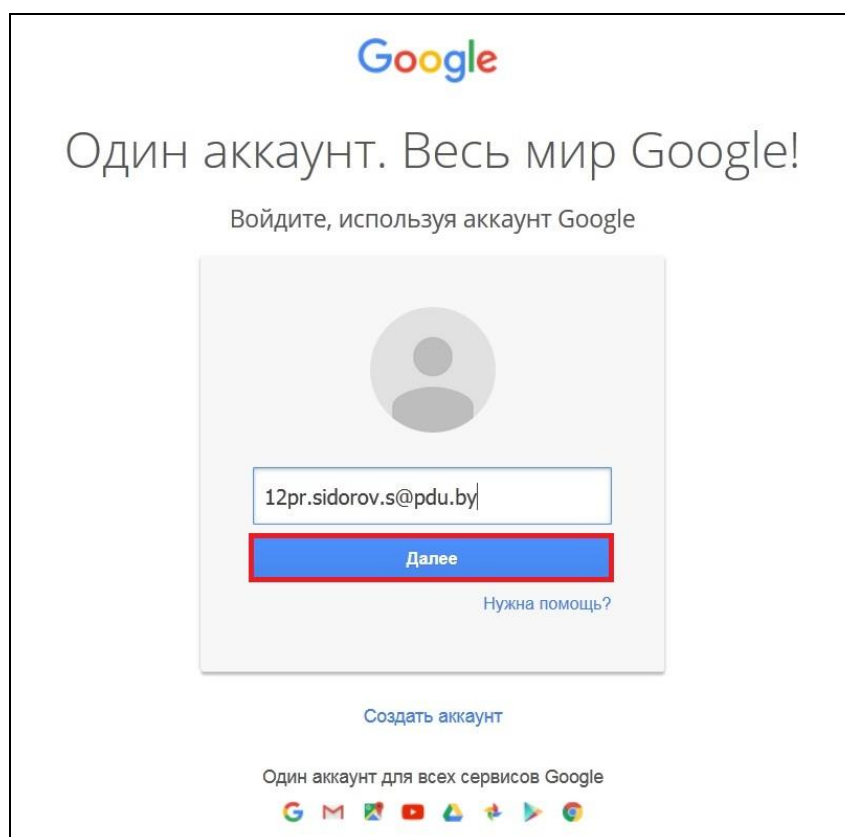 Google
Один аккаунт. Весь мир Google!
Войдите, используя аккаунт Google
12pr.sidorov.s@pdu.by
Далее
Нужна помощь?
Создать аккаунт
Один аккаунт для всех сервисов Google